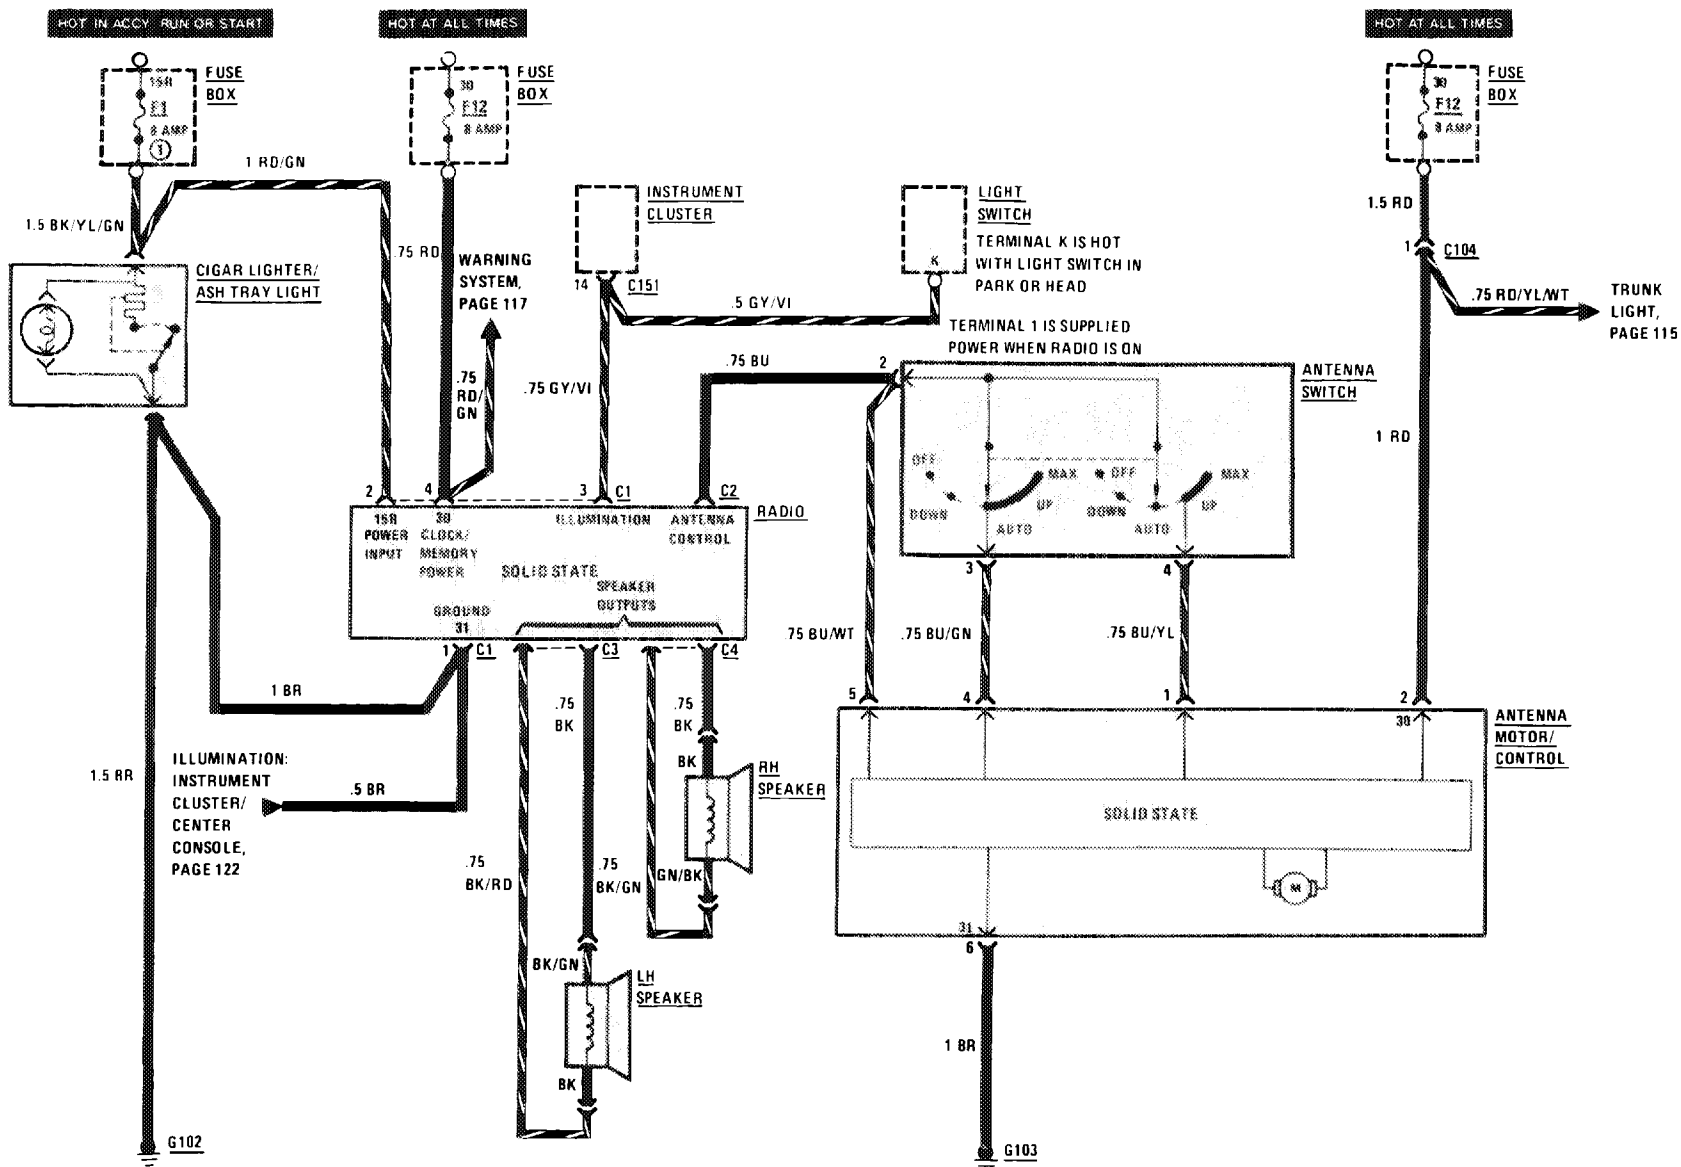 HOT IN ACCY RUN OR START
HOT AT ALL TIMES
HOT AT ALL TIMES
15R
F1
8 AMP
1
FUSE
BOX
30
F12
8 AMP
FUSE
BOX
30
F12
8 AMP
FUSE
BOX
1 RD/GN
1.5 BK/YL/GN
.75 RD
CIGAR LIGHTER/
ASH TRAY LIGHT
WARNING
SYSTEM,
PAGE 117
.75
RD/
GN
INSTRUMENT
CLUSTER
14
C151
.5 GY/VI
.75 GY/VI
LIGHT
SWITCH
TERMINAL K IS HOT
WITH LIGHT SWITCH IN
PARK OR HEAD
K
TERMINAL 1 IS SUPPLIED
POWER WHEN RADIO IS ON
1.5 RD
1
C104
.75 RD/YL/WT
TRUNK
LIGHT,
PAGE 115
1 RD
.75 BU
2
ANTENNA
SWITCH
OFF
MAX
OFF
MAX
DOWN
UP
DOWN
UP
AUTO
AUTO
3
4
2
4
3
C1
C2
RADIO
15R
POWER
INPUT
30
CLOCK/
MEMORY
POWER
ILLUMINATION
ANTENNA
CONTROL
SOLID STATE
SPEAKER
OUTPUTS
GROUND
31
1
C1
C3
C4
.75 BU/WT
.75 BU/GN
.75 BU/YL
1 BR
1.5 BR
ILLUMINATION:
INSTRUMENT
CLUSTER/
CENTER
CONSOLE,
PAGE 122
.5 BR
.75
BK
.75
BK
BK
RH
SPEAKER
.75
BK/RD
.75
BK/GN
GN/BK
BK/GN
LH
SPEAKER
BK
5
4
1
2
30
ANTENNA
MOTOR/
CONTROL
SOLID STATE
M
31
6
1 BR
G102
G103